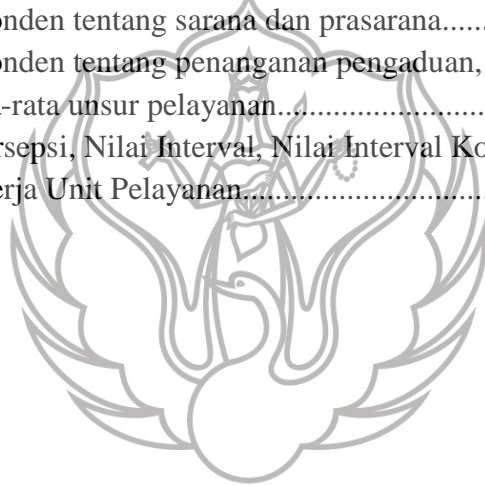 onden tentang sarana dan prasarana......
onden tentang penanganan pengaduan,
-rata unsur pelayanan.........................
rsepsi, Nilai Interval, Nilai Interval Ko
erja Unit Pelayanan.............................